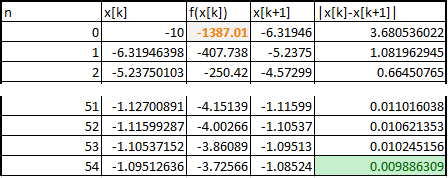 n x[k] f(x[k]) x[k+1] |x[k]-x[k+1]|
0 -10 -1387.01 -6.31946 3.680536022
1 -6.31946398 -407.738 -5.2375 1.081962945
2 -5.23750103 -250.42 -4.57299 0.66450765
51 -1.12700891 -4.15139 -1.11599 0.011016038
52 -1.11599287 -4.00266 -1.10537 0.010621353
53 -1.10537152 -3.86089 -1.09513 0.010245156
54 -1.09512636 -3.72566 -1.08524 0.009886309